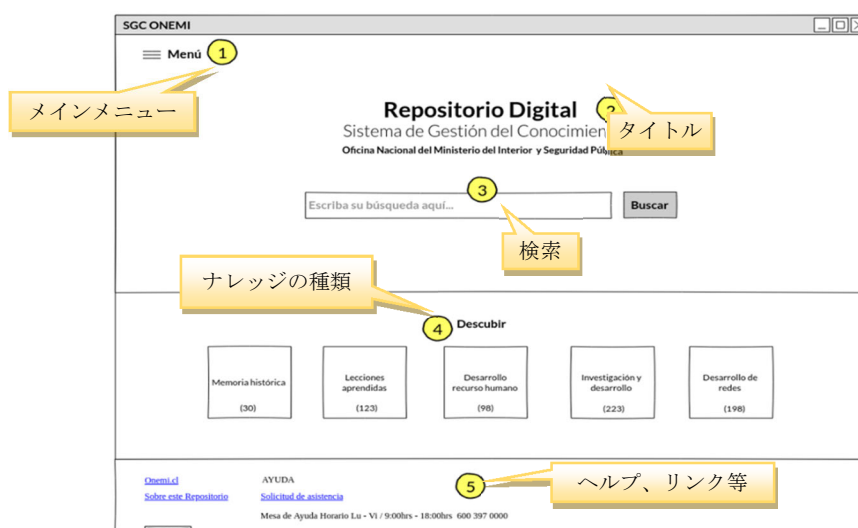 SGC ONEMI
Menú 1
メインメニュー
Repositorio Digital 2
タイトル
Sistema de Gestión del
Oficina Nacional del Ministerio del Interior y Seguridad Pública
3
Escriba su búsqueda aquí...
Buscar
検索
ナレッジの種類
4 Descubir
Memoria histórica
(30)
Lecciones
aprendidas
(123)
Desarrollo
recurso humano
(98)
Investigación y
desarrollo
(223)
Desarrollo de
redes
(198)
Onemi.cl
Sobre este Repositorio
AYUDA
Solicitud de asistencia
Mesa de Ayuda Horario Lu - Vi / 9:00hrs - 18:00hrs 600 397 0000
5
ヘルプ、リンク等